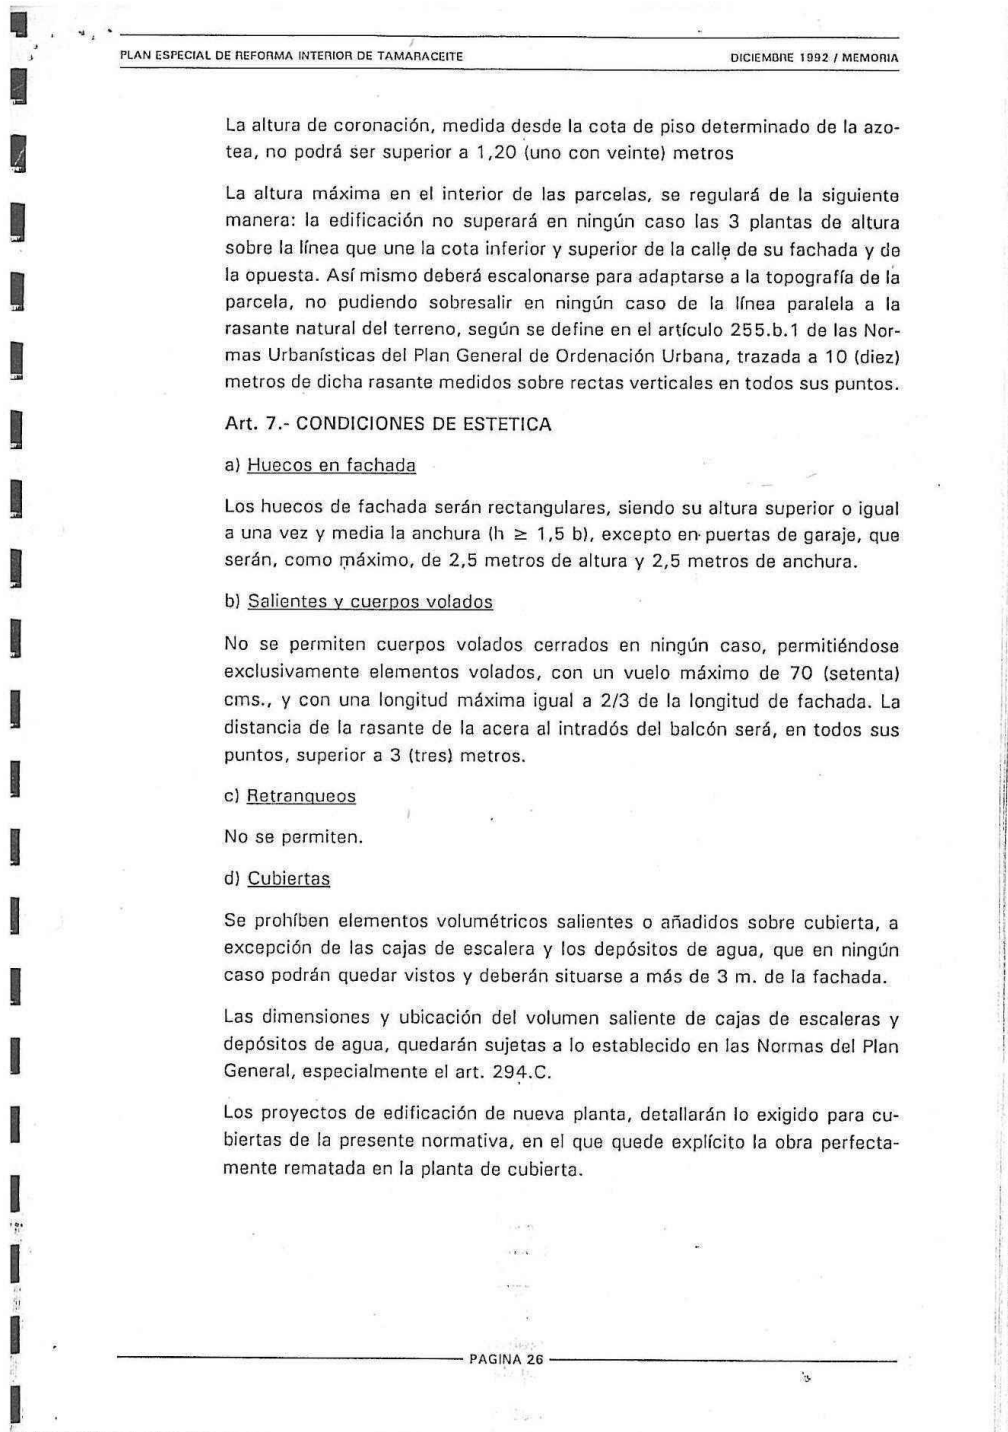 PLAN ESPECIAL DE REFORMA INTERIOR DE TAMARACEITE DICIEMBRE 1992 / MEMORIA
La altura de coronación, medida desde la cota de piso determinado de la azo-
tea, no podrá ser superior a 1,20 (uno con veinte) metros
La altura máxima en el interior de las parcelas, se regulará de la siguiente
manera: la edificación no superará en ningún caso las 3 plantas de altura
sobre la línea que une la cota inferior y superior de la calle de su fachada y de
la opuesta. Así mismo deberá escalonarse para adaptarse a la topografía de la
parcela, no pudiendo sobresalir en ningún caso de la línea paralela a la
rasante natural del terreno, según se define en el artículo 255.b.1 de las Nor-
mas Urbanísticas del Plan General de Ordenación Urbana, trazada a 10 (diez)
metros de dicha rasante medidos sobre rectas verticales en todos sus puntos.
Art. 7.- CONDICIONES DE ESTETICA
a) Huecos en fachada
Los huecos de fachada serán rectangulares, siendo su altura superior o igual
a una vez y media la anchura (h ≥ 1,5 b), excepto en puertas de garaje, que
serán, como máximo, de 2,5 metros de altura y 2,5 metros de anchura.
b) Salientes y cuerpos volados
No se permiten cuerpos volados cerrados en ningún caso, permitiéndose
exclusivamente elementos volados, con un vuelo máximo de 70 (setenta)
cms., y con una longitud máxima igual a 2/3 de la longitud de fachada. La
distancia de la rasante de la acera al intradós del balcón será, en todos sus
puntos, superior a 3 (tres) metros.
c) Retranqueos
No se permiten.
d) Cubiertas
Se prohíben elementos volumétricos salientes o añadidos sobre cubierta, a
excepción de las cajas de escalera y los depósitos de agua, que en ningún
caso podrán quedar vistos y deberán situarse a más de 3 m. de la fachada.
Las dimensiones y ubicación del volumen saliente de cajas de escaleras y
depósitos de agua, quedarán sujetas a lo establecido en las Normas del Plan
General, especialmente el art. 294.C.
Los proyectos de edificación de nueva planta, detallarán lo exigido para cu-
biertas de la presente normativa, en el que quede explícito la obra perfecta-
mente rematada en la planta de cubierta.
PAGINA 26